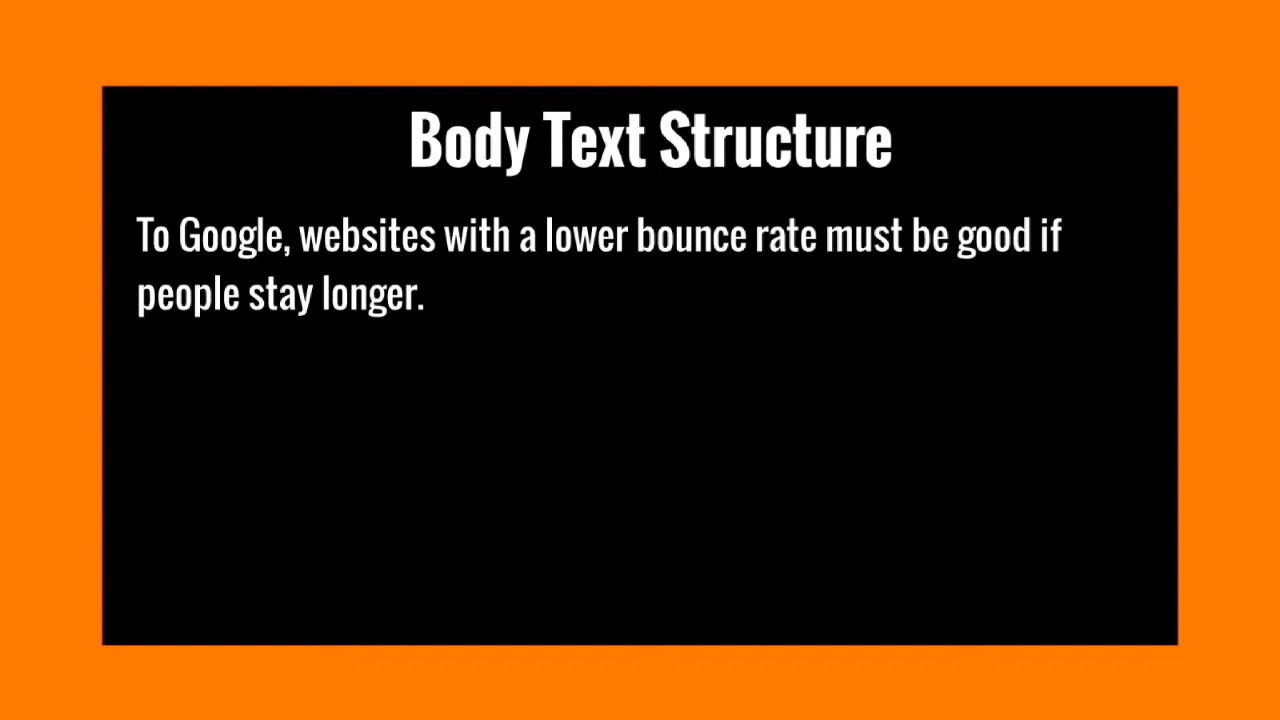 Body Text Structure
To Google, websites with a lower bounce rate must be good if
people stay longer.